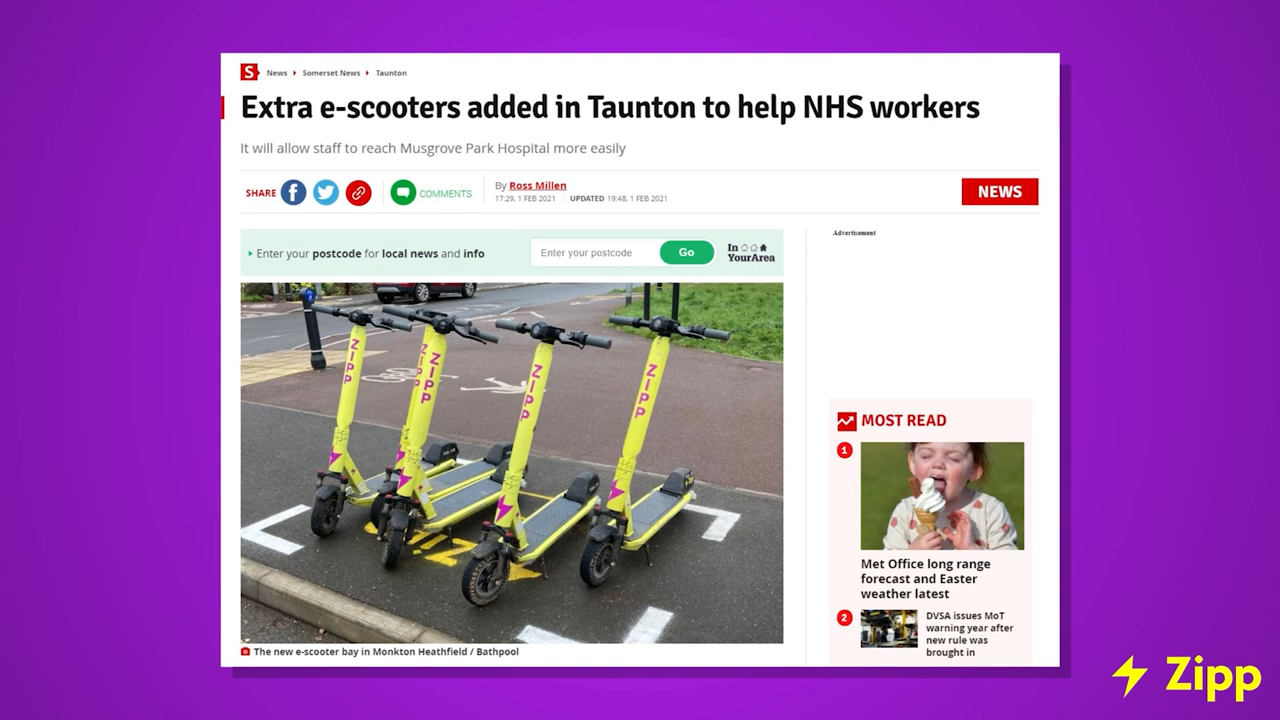 S
News
Somerset News
Taunton
Extra e-scooters added in Taunton to help NHS workers
It will allow staff to reach Musgrove Park Hospital more easily
SHARE
COMMENTS
By Ross Millen
17:29, 1 FEB 2021 UPDATED 19:48, 1 FEB 2021
NEWS
Enter your postcode for local news and info
Enter your postcode
Go
In
YourArea
Advertisement
ZIPP
ZIPP
ZIPP
ZIPP
ZIPP
The new e-scooter bay in Monkton Heathfield / Bathpool
MOST READ
1
Met Office long range
forecast and Easter
weather latest
2
DVSA issues MoT
warning year after
new rule was
brought in
Zipp